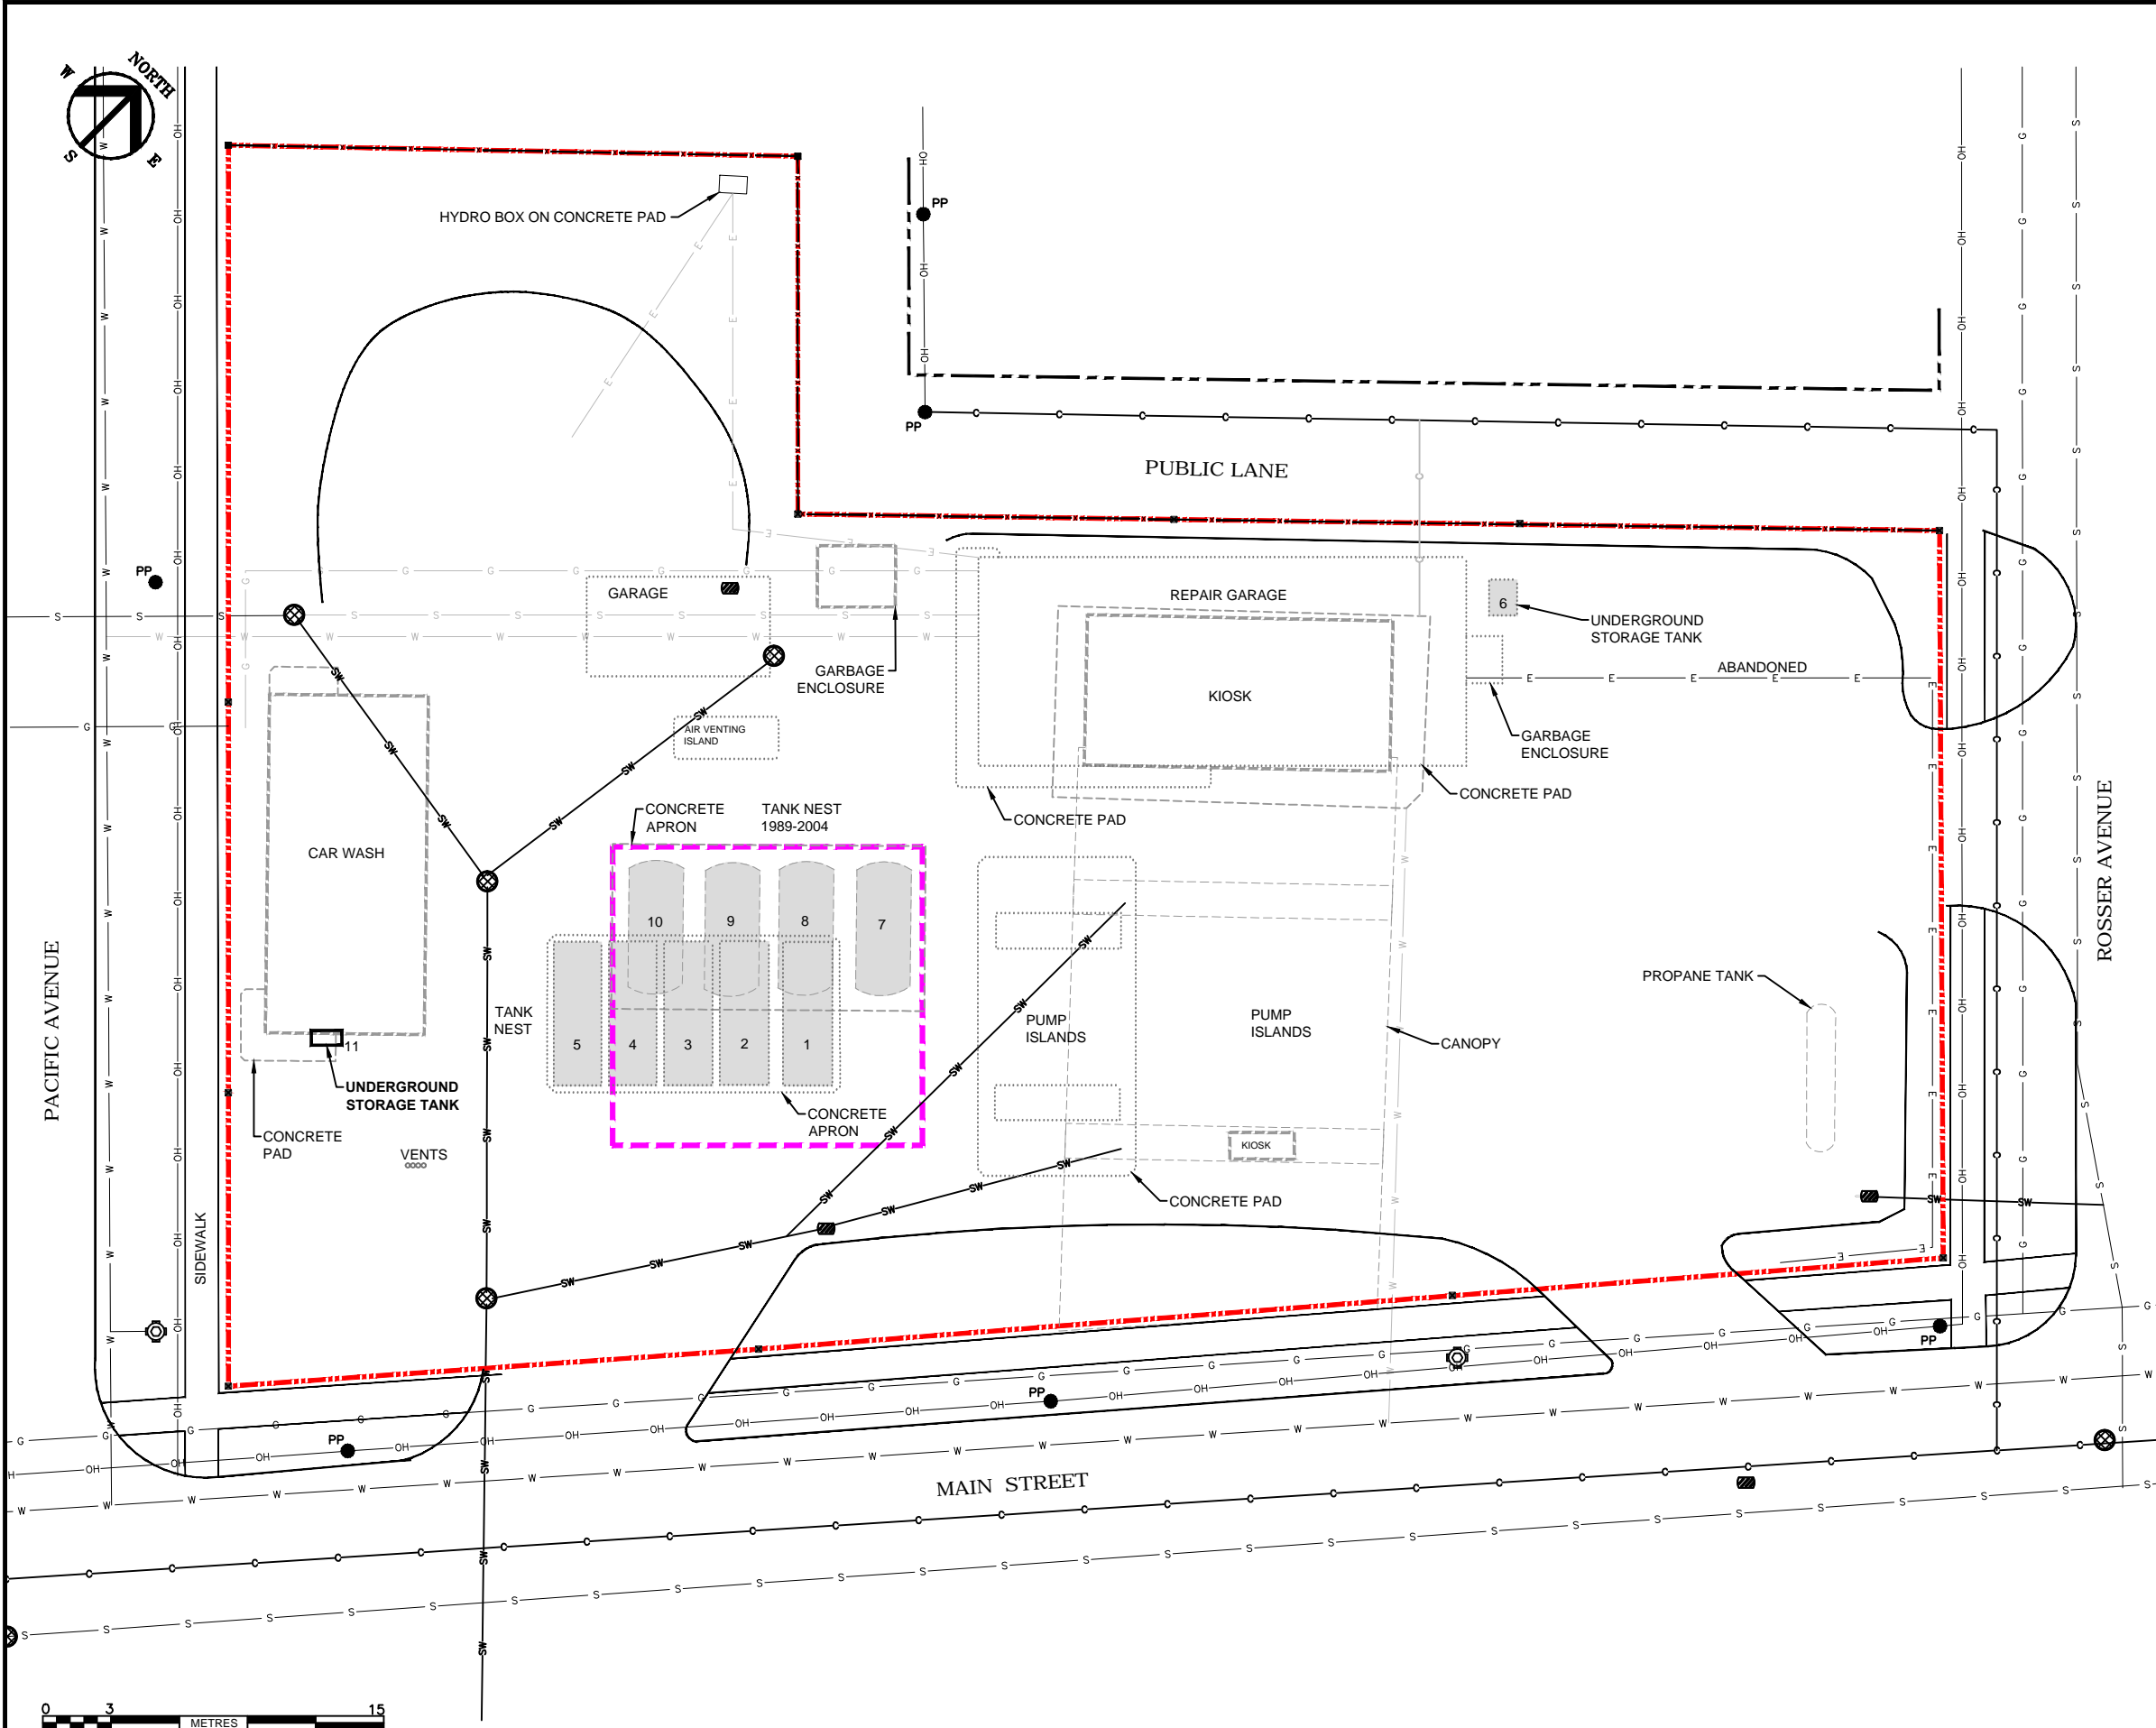 NORTH
W
S
E
HYDRO BOX ON CONCRETE PAD
PP
PP
PUBLIC LANE
PP
GARAGE
REPAIR GARAGE
6
UNDERGROUND
STORAGE TANK
GARBAGE
ENCLOSURE
ABANDONED
KIOSK
AIR VENTING
ISLAND
GARBAGE
ENCLOSURE
CONCRETE PAD
CONCRETE PAD
CONCRETE
APRON
TANK NEST
1989-2004
CAR WASH
ROSSER AVENUE
10
9
8
7
PACIFIC AVENUE
PROPANE TANK
TANK
NEST
PUMP
ISLANDS
PUMP
ISLANDS
CANOPY
5
4
3
2
1
11
UNDERGROUND
STORAGE TANK
CONCRETE
APRON
CONCRETE
PAD
VENTS
KIOSK
CONCRETE PAD
SIDEWALK
PP
PP
PP
MAIN STREET
0 3 15
METRES